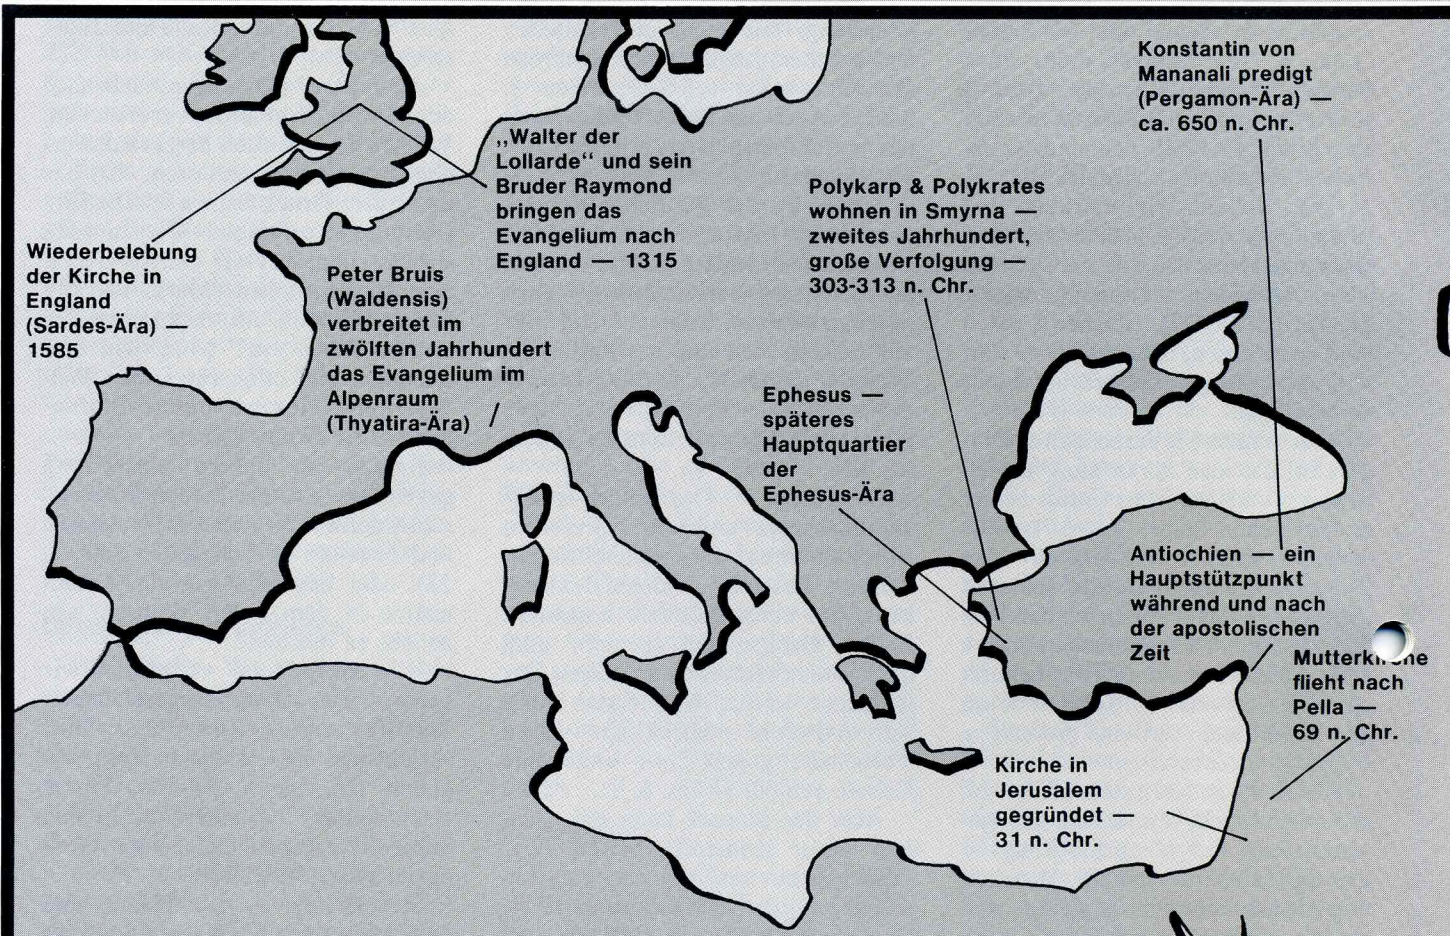 Konstantin von
Mananali predigt
(Pergamon-Ära) —
ca. 650 n. Chr.
„Walter der
Lollarde“ und sein
Bruder Raymond
bringen das
Evangelium nach
England — 1315
Polykarp & Polykrates
wohnen in Smyrna —
zweites Jahrhundert,
große Verfolgung —
303-313 n. Chr.
Wiederbelebung
der Kirche in
England
(Sardes-Ära) —
1585
Peter Bruis
(Waldensis)
verbreitet im
zwölften Jahrhundert
das Evangelium im
Alpenraum
(Thyatira-Ära)
Ephesus —
späteres
Hauptquartier
der
Ephesus-Ära
Antiochien — ein
Hauptstützpunkt
während und nach
der apostolischen
Zeit
Mutterkirche
flieht nach
Pella —
69 n. Chr.
Kirche in
Jerusalem
gegründet —
31 n. Chr.